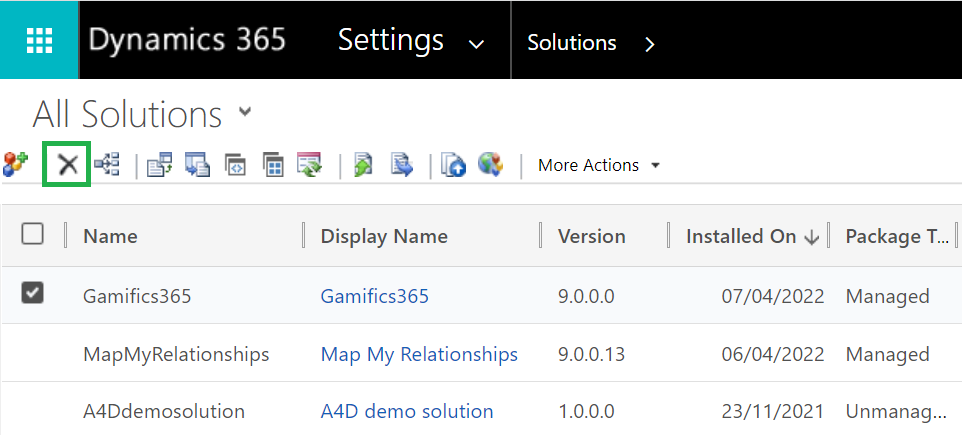 Dynamics 365 Settings Solutions
All Solutions
More Actions
Name Display Name Version Installed On Package T...
Gamifics365 Gamifics365 9.0.0.0 07/04/2022 Managed
MapMyRelationships Map My Relationships 9.0.0.13 06/04/2022 Managed
A4Ddemosolution A4D demo solution 1.0.0.0 23/11/2021 Unmanag...